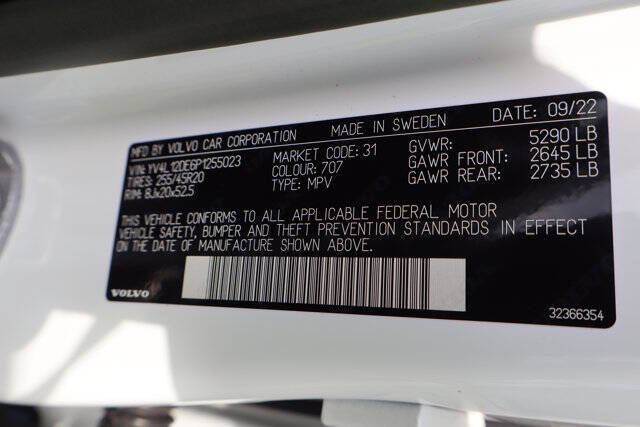 MFD BY VOLVO CAR CORPORATION MADE IN SWEDEN DATE: 09/22
VIN: YV4L12DE6P1255023 MARKET CODE: 31 GVWR: 5290 LB
TIRES: 255/45R20 COLOUR: 707 GAWR FRONT: 2645 LB
RIM: 8Jx20x52.5 TYPE: MPV GAWR REAR: 2735 LB
THIS VEHICLE CONFORMS TO ALL APPLICABLE FEDERAL MOTOR
VEHICLE SAFETY, BUMPER AND THEFT PREVENTION STANDARDS IN EFFECT
ON THE DATE OF MANUFACTURE SHOWN ABOVE.
VOLVO 32366354